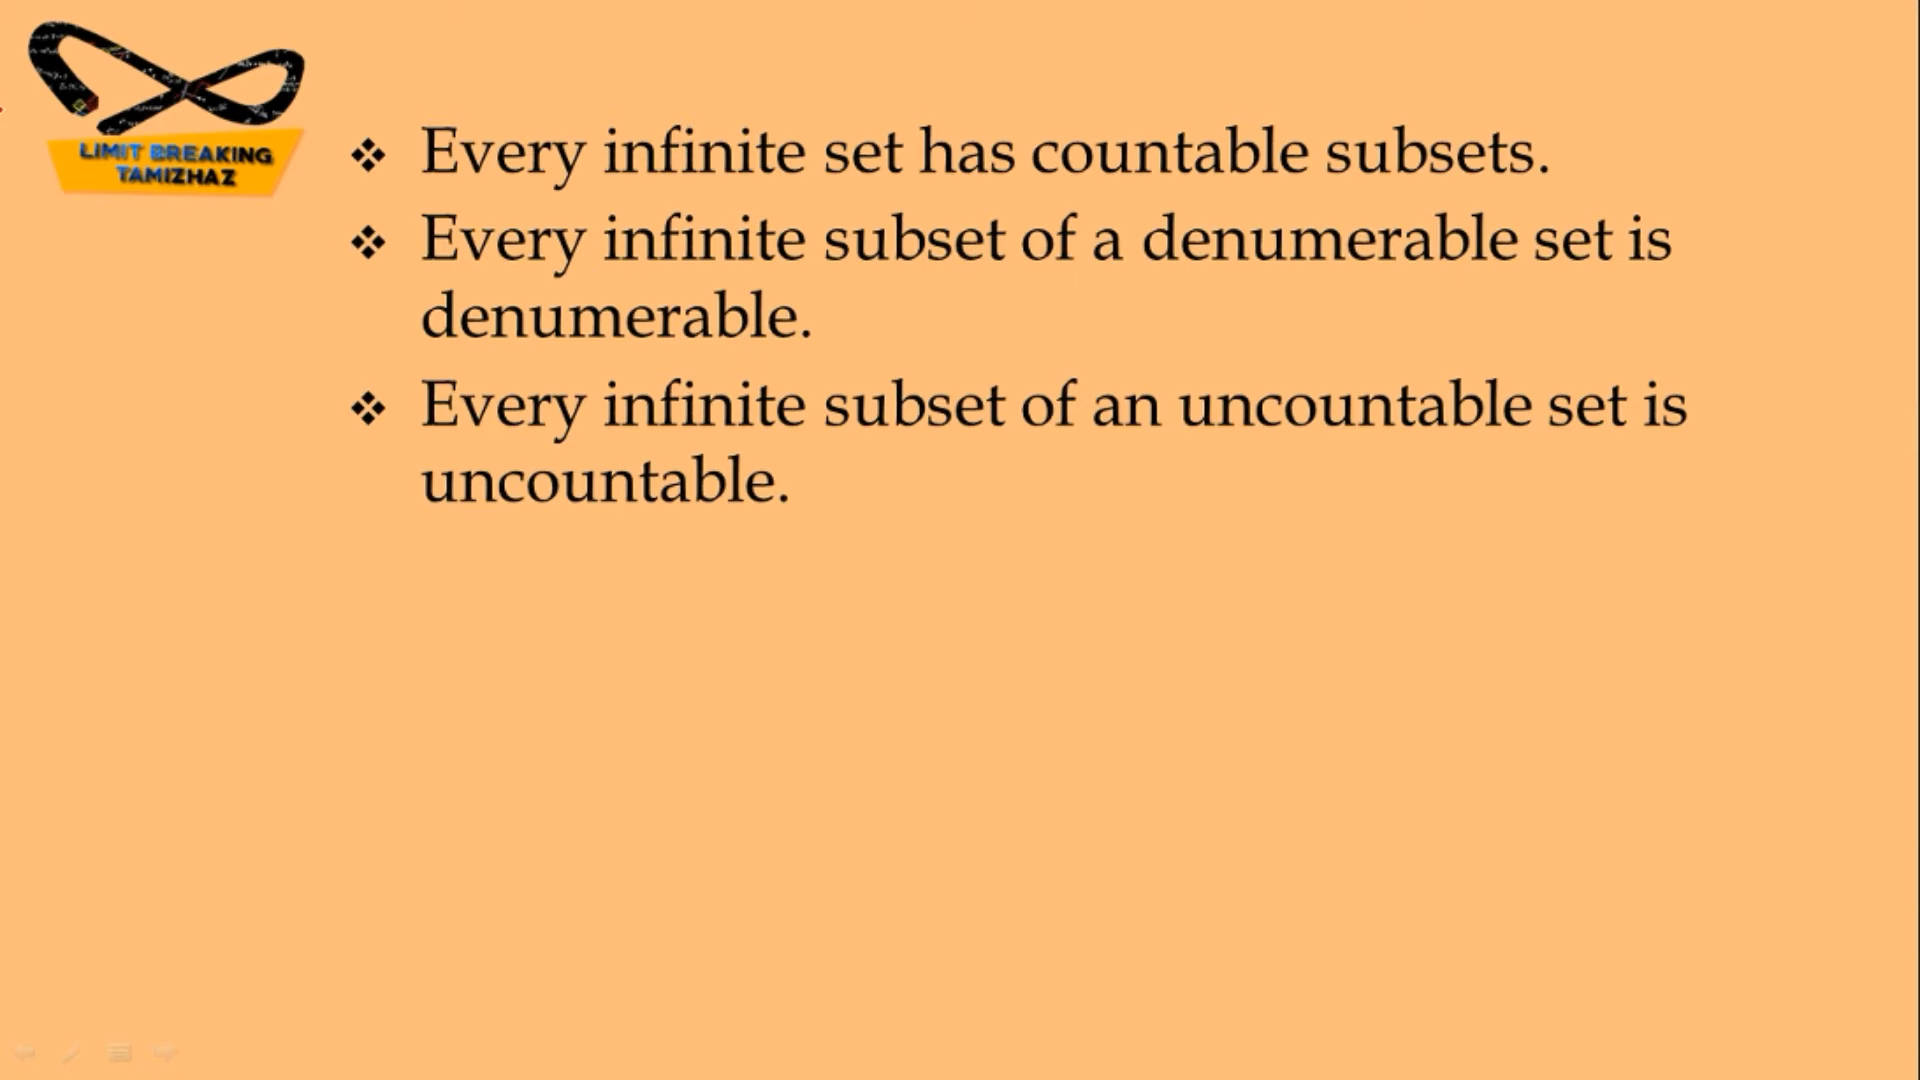 LIMIT BREAKING
TAMIZHAZ
❖ Every infinite set has countable subsets.
❖ Every infinite subset of a denumerable set is
denumerable.
❖ Every infinite subset of an uncountable set is
uncountable.